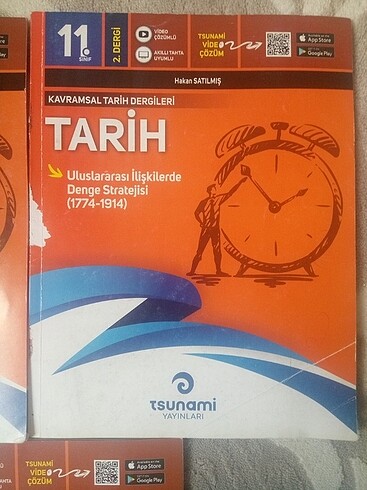 11.
SINIF
2. DERGİ
VİDEO
ÇÖZÜMLÜ
AKILLI TAHTA
UYUMLU
TSUNAMİ
VİDEO
ÇÖZÜM
App Store
Google Play
Hakan SATILMIŞ
KAVRAMSAL TARİH DERGİLERİ
TARİH
Uluslararası İlişkilerde
Denge Stratejisi
(1774-1914)
tsunami
YAYINLARI
TSUNAMİ
VİDEO
ÇÖZÜM
App Store
Google Play
TAHTA